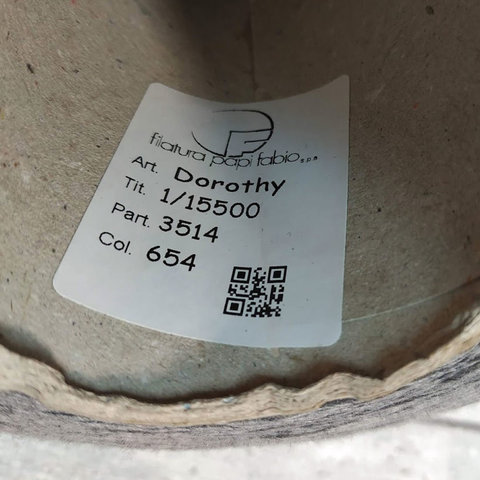 filatura papi fabio s.p.a
Art. Dorothy
Tit. 1/15500
Part. 3514
Col. 654